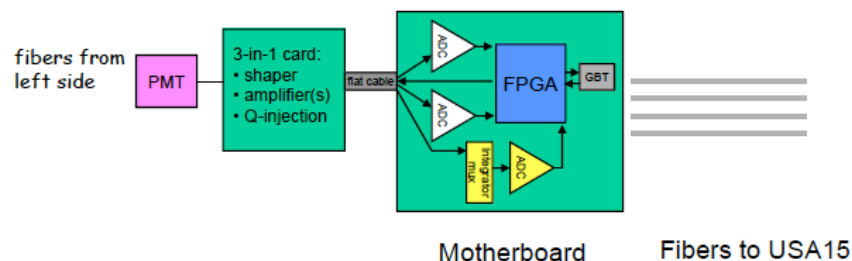 fibers from
left side
PMT
3-in-1 card:
• shaper
• amplifier(s)
• Q-injection
flat cable
ADC
ADC
FPGA
GBT
Integrator
mux
ADC
Motherboard
Fibers to USA15